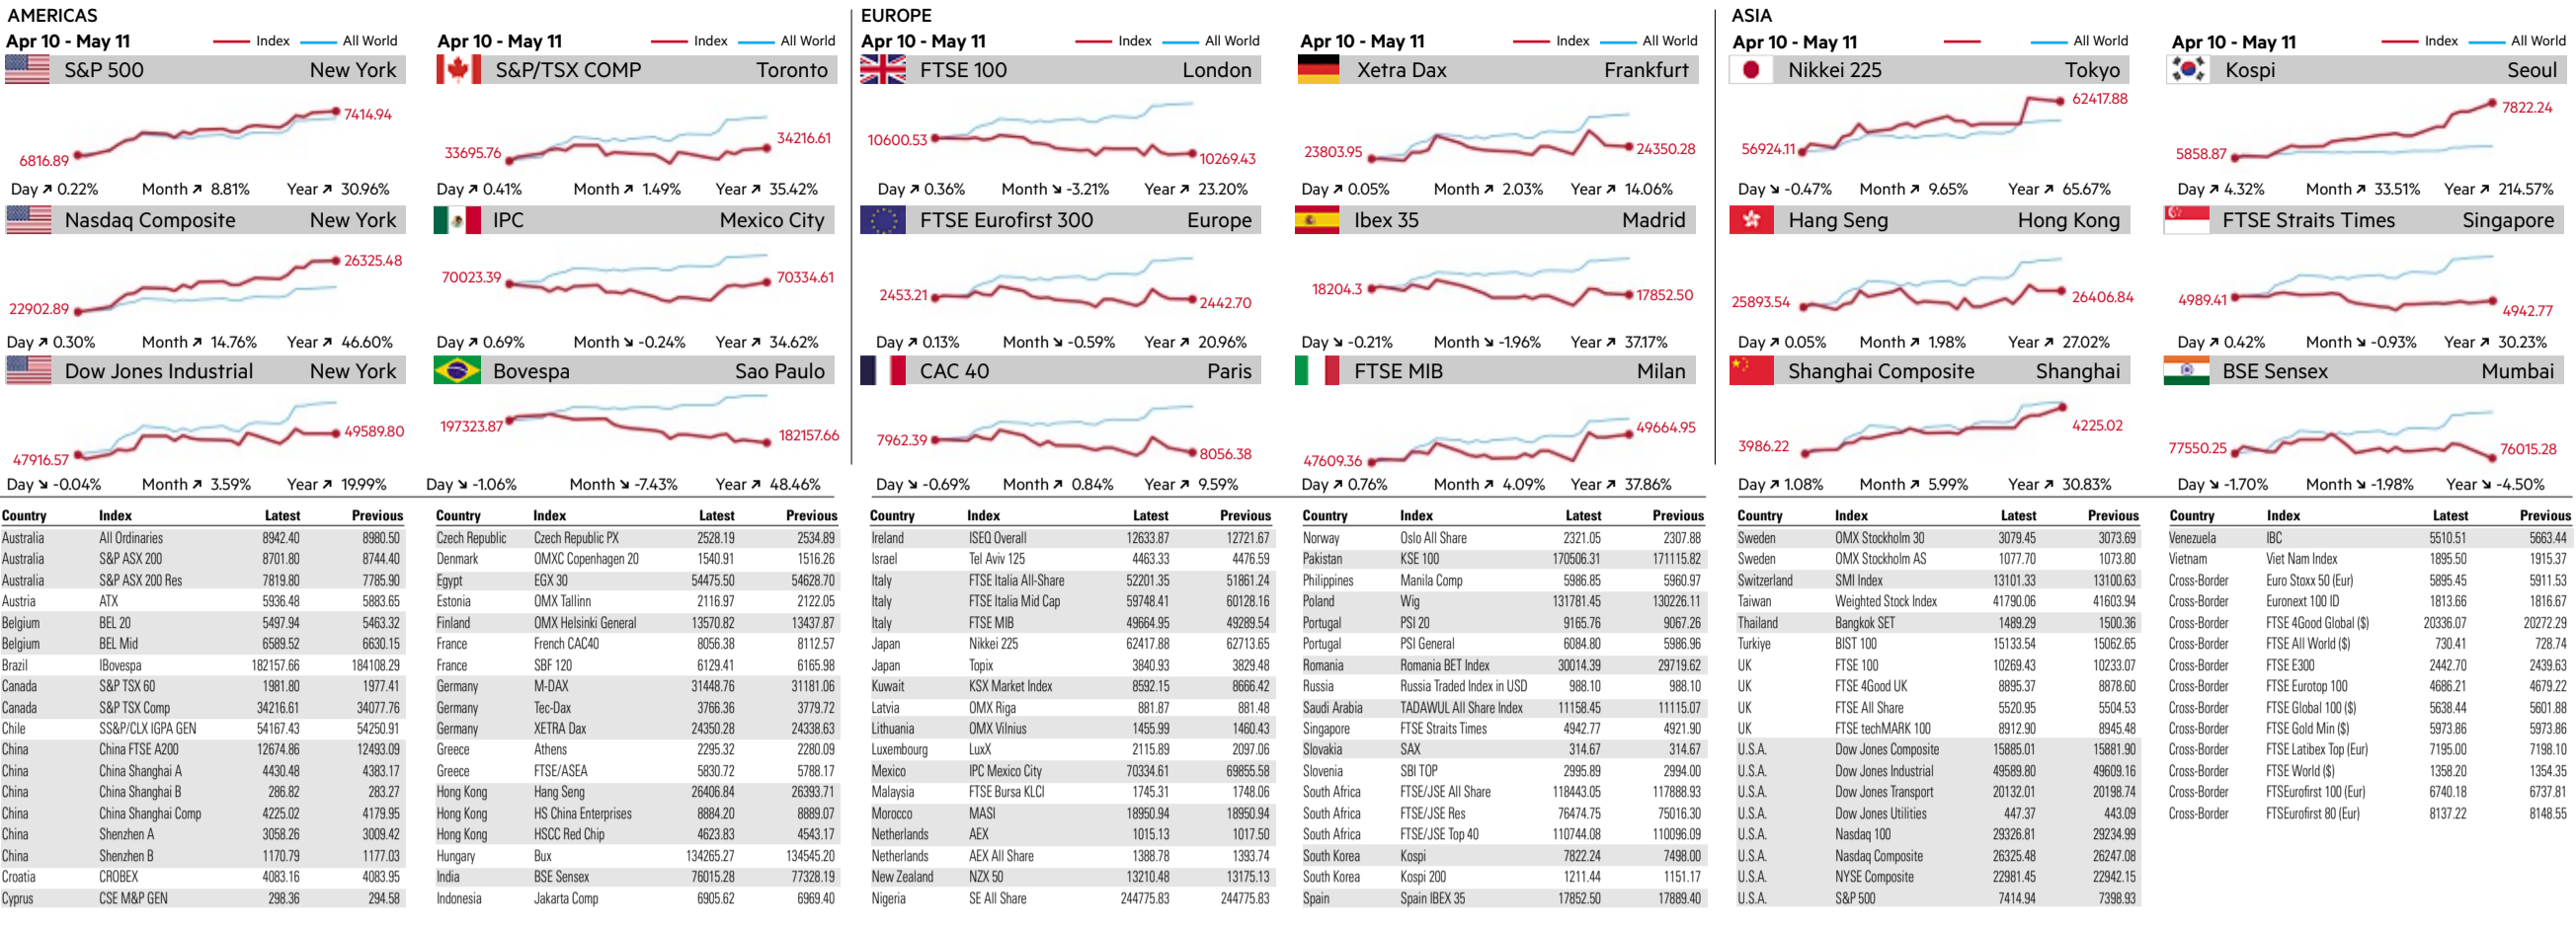 AMERICAS
Apr 10 - May 11 Index All World
S&P 500 New York
7414.94
6816.89
Day ↗ 0.22% Month ↗ 8.81% Year ↗ 30.96%
Nasdaq Composite New York
26325.48
22902.89
Day ↗ 0.30% Month ↗ 14.76% Year ↗ 46.60%
Dow Jones Industrial New York
49589.80
47916.57
Day ↘ -0.04% Month ↗ 3.59% Year ↗ 19.99%
Apr 10 - May 11 Index All World
S&P/TSX COMP Toronto
34216.61
33695.76
Day ↗ 0.41% Month ↗ 1.49% Year ↗ 35.42%
IPC Mexico City
70023.39 70334.61
Day ↗ 0.69% Month ↘ -0.24% Year ↗ 34.62%
Bovespa Sao Paulo
197323.87
182157.66
Day ↘ -1.06% Month ↘ -7.43% Year ↗ 48.46%
EUROPE
Apr 10 - May 11 Index All World
FTSE 100 London
10600.53
10269.43
Day ↗ 0.36% Month ↘ -3.21% Year ↗ 23.20%
FTSE Eurofirst 300 Europe
2453.21
2442.70
Day ↗ 0.13% Month ↘ -0.59% Year ↗ 20.96%
CAC 40 Paris
7962.39
8056.38
Day ↘ -0.69% Month ↗ 0.84% Year ↗ 9.59%
Apr 10 - May 11 Index All World
Xetra Dax Frankfurt
23803.95 24350.28
Day ↗ 0.05% Month ↗ 2.03% Year ↗ 14.06%
Ibex 35 Madrid
18204.3 17852.50
Day ↘ -0.21% Month ↘ -1.96% Year ↗ 37.17%
FTSE MIB Milan
49664.95
47609.36
Day ↗ 0.76% Month ↗ 4.09% Year ↗ 37.86%
ASIA
Apr 10 - May 11 All World
Nikkei 225 Tokyo
62417.88
56924.11
Day ↘ -0.47% Month ↗ 9.65% Year ↗ 65.67%
Hang Seng Hong Kong
25893.54 26406.84
Day ↗ 0.05% Month ↗ 1.98% Year ↗ 27.02%
Shanghai Composite Shanghai
4225.02
3986.22
Day ↗ 1.08% Month ↗ 5.99% Year ↗ 30.83%
Apr 10 - May 11 Index All World
Kospi Seoul
7822.24
5858.87
Day ↗ 4.32% Month ↗ 33.51% Year ↗ 214.57%
FTSE Straits Times Singapore
4989.41
4942.77
Day ↗ 0.42% Month ↘ -0.93% Year ↗ 30.23%
BSE Sensex Mumbai
77550.25 76015.28
Day ↘ -1.70% Month ↘ -1.98% Year ↘ -4.50%
Country Index Latest Previous
Australia All Ordinaries 8942.40 8980.50
Australia S&P ASX 200 8701.80 8744.40
Australia S&P ASX 200 Res 7819.80 7785.90
Austria ATX 5936.48 5883.65
Belgium BEL 20 5497.94 5463.32
Belgium BEL Mid 6589.52 6630.15
Brazil IBovespa 182157.66 184108.29
Canada S&P TSX 60 1981.80 1977.41
Canada S&P TSX Comp 34216.61 34077.76
Chile SS&P/CLX IGPA GEN 54167.43 54250.91
China China FTSE A200 12674.86 12493.09
China China Shanghai A 4430.48 4383.17
China China Shanghai B 286.82 283.27
China China Shanghai Comp 4225.02 4179.95
China Shenzhen A 3058.26 3009.42
China Shenzhen B 1170.79 1177.03
Croatia CROBEX 4083.16 4083.95
Cyprus CSE M&P GEN 298.36 294.58
Country Index Latest Previous
Czech Republic Czech Republic PX 2528.19 2534.89
Denmark OMXC Copenhagen 20 1540.91 1516.26
Egypt EGX 30 54475.50 54628.70
Estonia OMX Tallinn 2116.97 2122.05
Finland OMX Helsinki General 13570.82 13437.87
France French CAC40 8056.38 8112.57
France SBF 120 6129.41 6165.98
Germany M-DAX 31448.76 31181.06
Germany Tec-Dax 3766.36 3779.72
Germany XETRA Dax 24350.28 24338.63
Greece Athens 2295.32 2280.09
Greece FTSE/ASEA 5830.72 5788.17
Hong Kong Hang Seng 26406.84 26393.71
Hong Kong HS China Enterprises 8884.20 8889.07
Hong Kong HSCC Red Chip 4623.83 4543.17
Hungary Bux 134265.27 134545.20
India BSE Sensex 76015.28 77328.19
Indonesia Jakarta Comp 6905.62 6969.40
Country Index Latest Previous
Ireland ISEQ Overall 12633.87 12721.67
Israel Tel Aviv 125 4463.33 4476.59
Italy FTSE Italia All-Share 52201.35 51861.24
Italy FTSE Italia Mid Cap 59748.41 60128.16
Italy FTSE MIB 49664.95 49289.54
Japan Nikkei 225 62417.88 62713.65
Japan Topix 3840.93 3829.48
Kuwait KSX Market Index 8592.15 8666.42
Latvia OMX Riga 881.87 881.48
Lithuania OMX Vilnius 1455.99 1460.43
Luxembourg LuxX 2115.89 2097.06
Mexico IPC Mexico City 70334.61 69855.58
Malaysia FTSE Bursa KLCI 1745.31 1748.06
Morocco MASI 18950.94 18950.94
Netherlands AEX 1015.13 1017.50
Netherlands AEX All Share 1388.78 1393.74
New Zealand NZX 50 13210.48 13175.13
Nigeria SE All Share 244775.83 244775.83
Country Index Latest Previous
Norway Oslo All Share 2321.05 2307.88
Pakistan KSE 100 170506.31 171115.82
Philippines Manila Comp 5986.85 5960.97
Poland Wig 131781.45 130226.11
Portugal PSI 20 9165.76 9067.26
Portugal PSI General 6084.80 5986.96
Romania Romania BET Index 30014.39 29719.62
Russia Russia Traded Index in USD 988.10 988.10
Saudi Arabia TADAWUL All Share Index 11158.45 11115.07
Singapore FTSE Straits Times 4942.77 4921.90
Slovakia SAX 314.67 314.67
Slovenia SBI TOP 2995.89 2994.00
South Africa FTSE/JSE All Share 118443.05 117888.93
South Africa FTSE/JSE Res 76474.75 75016.30
South Africa FTSE/JSE Top 40 110744.08 110096.09
South Korea Kospi 7822.24 7498.00
South Korea Kospi 200 1211.44 1151.17
Spain Spain IBEX 35 17852.50 17889.40
Country Index Latest Previous
Sweden OMX Stockholm 30 3079.45 3073.69
Sweden OMX Stockholm AS 1077.70 1073.80
Switzerland SMI Index 13101.33 13100.63
Taiwan Weighted Stock Index 41790.06 41603.94
Thailand Bangkok SET 1489.29 1500.36
Turkiye BIST 100 15133.54 15062.65
UK FTSE 100 10269.43 10233.07
UK FTSE 4Good UK 8895.37 8878.60
UK FTSE All Share 5520.95 5504.53
UK FTSE techMARK 100 8912.90 8945.48
U.S.A. Dow Jones Composite 15885.01 15881.90
U.S.A. Dow Jones Industrial 49589.80 49609.16
U.S.A. Dow Jones Transport 20132.01 20198.74
U.S.A. Dow Jones Utilities 447.37 443.09
U.S.A. Nasdaq 100 29326.81 29234.99
U.S.A. Nasdaq Composite 26325.48 26247.08
U.S.A. NYSE Composite 22981.45 22942.15
U.S.A. S&P 500 7414.94 7398.93
Country Index Latest Previous
Venezuela IBC 5510.51 5663.44
Vietnam Viet Nam Index 1895.50 1915.37
Cross-Border Euro Stoxx 50 (Eur) 5895.45 5911.53
Cross-Border Euronext 100 ID 1813.66 1816.67
Cross-Border FTSE 4Good Global ($) 20336.07 20272.29
Cross-Border FTSE All World ($) 730.41 728.74
Cross-Border FTSE E300 2442.70 2439.63
Cross-Border FTSE Eurotop 100 4686.21 4679.22
Cross-Border FTSE Global 100 ($) 5638.44 5601.88
Cross-Border FTSE Gold Min ($) 5973.86 5973.86
Cross-Border FTSE Latibex Top (Eur) 7195.00 7198.10
Cross-Border FTSE World ($) 1358.20 1354.35
Cross-Border FTSEurofirst 100 (Eur) 6740.18 6737.81
Cross-Border FTSEurofirst 80 (Eur) 8137.22 8148.55